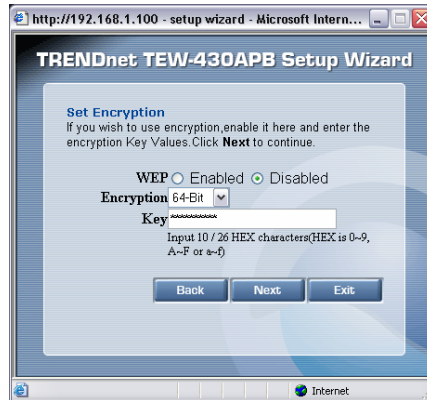 http://192.168.1.100 - setup wizard - Microsoft Intern...
TRENDnet TEW-430APB Setup Wizard
Set Encryption
If you wish to use encryption,enable it here and enter the
encryption Key Values.Click Next to continue.
WEP Enabled Disabled
Encryption 64-Bit
Key **********
Input 10 / 26 HEX characters(HEX is 0~9,
A~F or a~f)
Back Next Exit
Internet